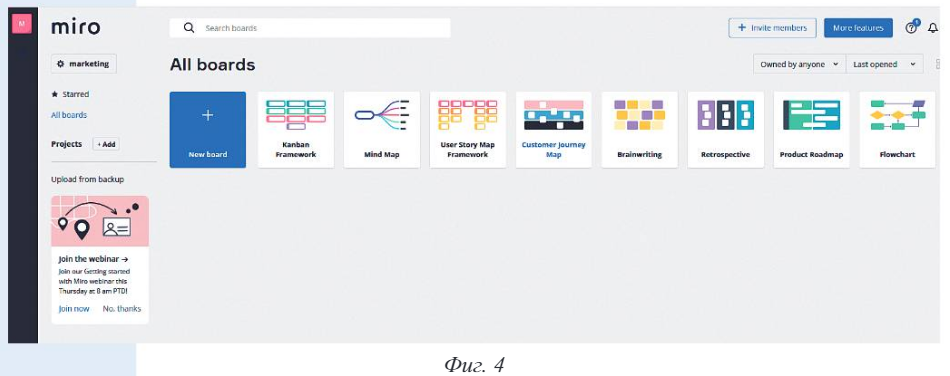 M
miro
Search boards
+ Invite members
More features
marketing
All boards
Owned by anyone
Last opened
Starred
All boards
Projects
+ Add
Upload from backup
New board
Kanban
Framework
Mind Map
User Story Map
Framework
Customer Journey
Map
Brainwriting
Retrospective
Product Roadmap
Flowchart
Join the webinar →
Join our Getting started
with Miro webinar this
Thursday at 8 am PTD!
Join now
No, thanks
Фиг. 4